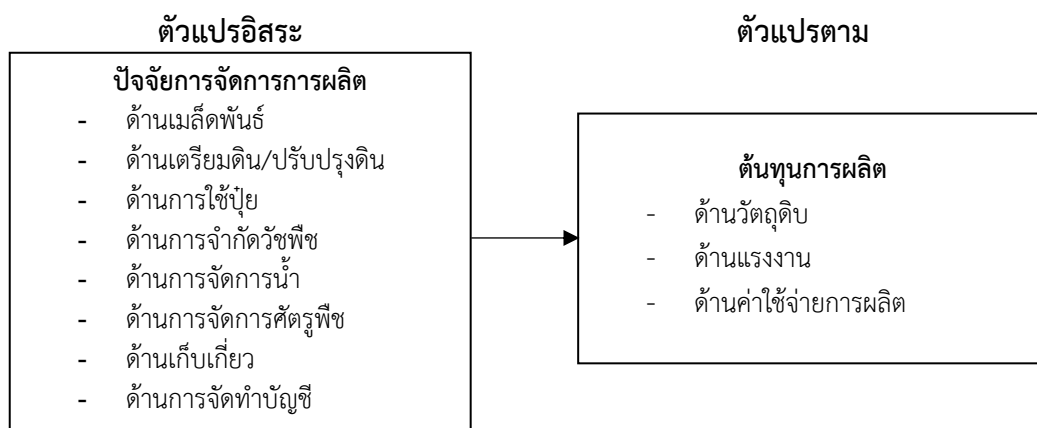 ตัวแปรอิสระ
ปัจจัยการจัดการการผลิต
- ด้านเมล็ดพันธ์
- ด้านเตรียมดิน/ปรับปรุงดิน
- ด้านการใช้ปุ๋ย
- ด้านการจำกัดวัชพืช
- ด้านการจัดการน้ำ
- ด้านการจัดการศัตรูพืช
- ด้านเก็บเกี่ยว
- ด้านการจัดทำบัญชี
ตัวแปรตาม
ต้นทุนการผลิต
- ด้านวัตถุดิบ
- ด้านแรงงาน
- ด้านค่าใช้จ่ายการผลิต